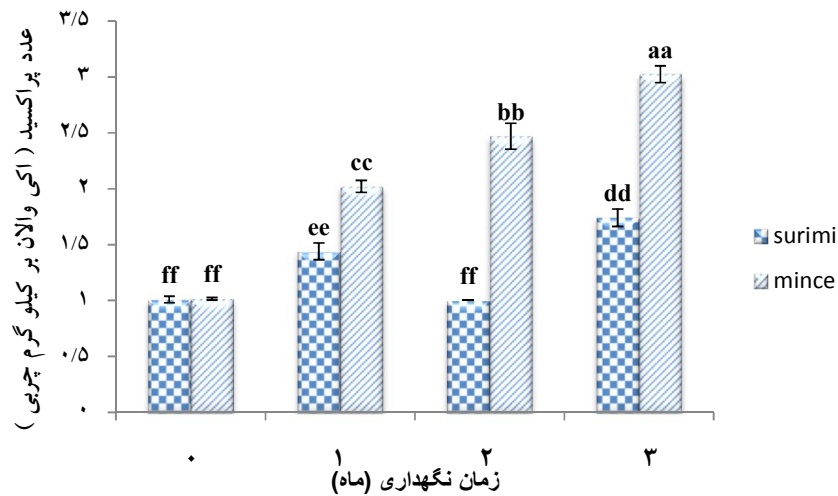 عدد پراکسید ( اکی والان بر کیلو گرم چربی )
۳/۵
۳
۲/۵
۲
۱/۵
۱
۰/۵
۰
ff ff
ee cc
ff bb
dd aa
surimi
mince
۰ ۱ ۲ ۳
زمان نگهداری (ماه)